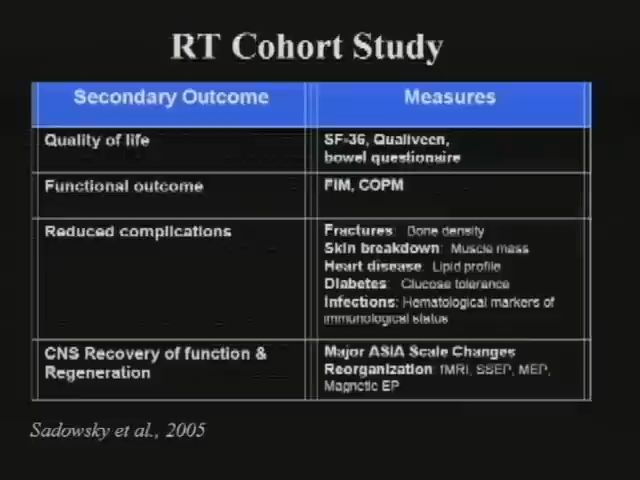 RT Cohort Study
Secondary Outcome
Measures
Quality of life
SF-36, Qualiveen,
bowel questionaire
Functional outcome
FIM, COPM
Reduced complications
Fractures: Bone density
Skin breakdown: Muscle mass
Heart disease: Lipid profile
Diabetes: Glucose tolerance
Infections: Hematological markers of
immunological status
CNS Recovery of function &
Regeneration
Major ASIA Scale Changes
Reorganization: fMRI, SSEP, MEP,
Magnetic EP
Sadowsky et al., 2005